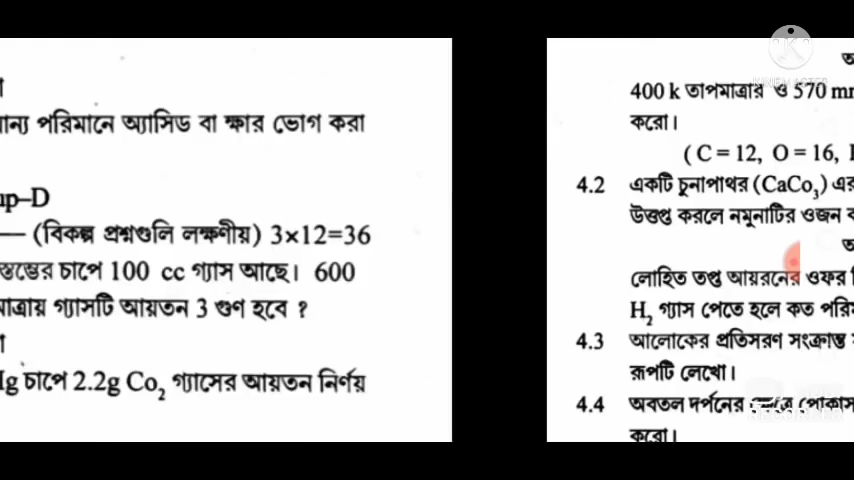 ান্য পরিমানে অ্যাসিড বা ক্ষার ভোগ করা
up–D
— (বিকল্প প্রশ্নগুলি লক্ষণীয়) 3×12=36
স্তম্ভের চাপে 100 cc গ্যাস আছে। 600
মাত্রায় গ্যাসটি আয়তন 3 গুণ হবে ?
Hg চাপে 2.2g Co₂ গ্যাসের আয়তন নির্ণয়
400 k তাপমাত্রার ও 570 mm
করো।
(C = 12, O = 16,
4.2 একটি চুনাপাথর (CaCo₃) এর
উত্তপ্ত করলে নমুনাটির ওজন
লোহিত তপ্ত আয়রনের ওফর
H₂ গ্যাস পেতে হলে কত পরি
4.3 আলোকের প্রতিসরণ সংক্রান্ত
রূপটি লেখো।
4.4 অবতল দর্পনের
করো।
KINEMASTER